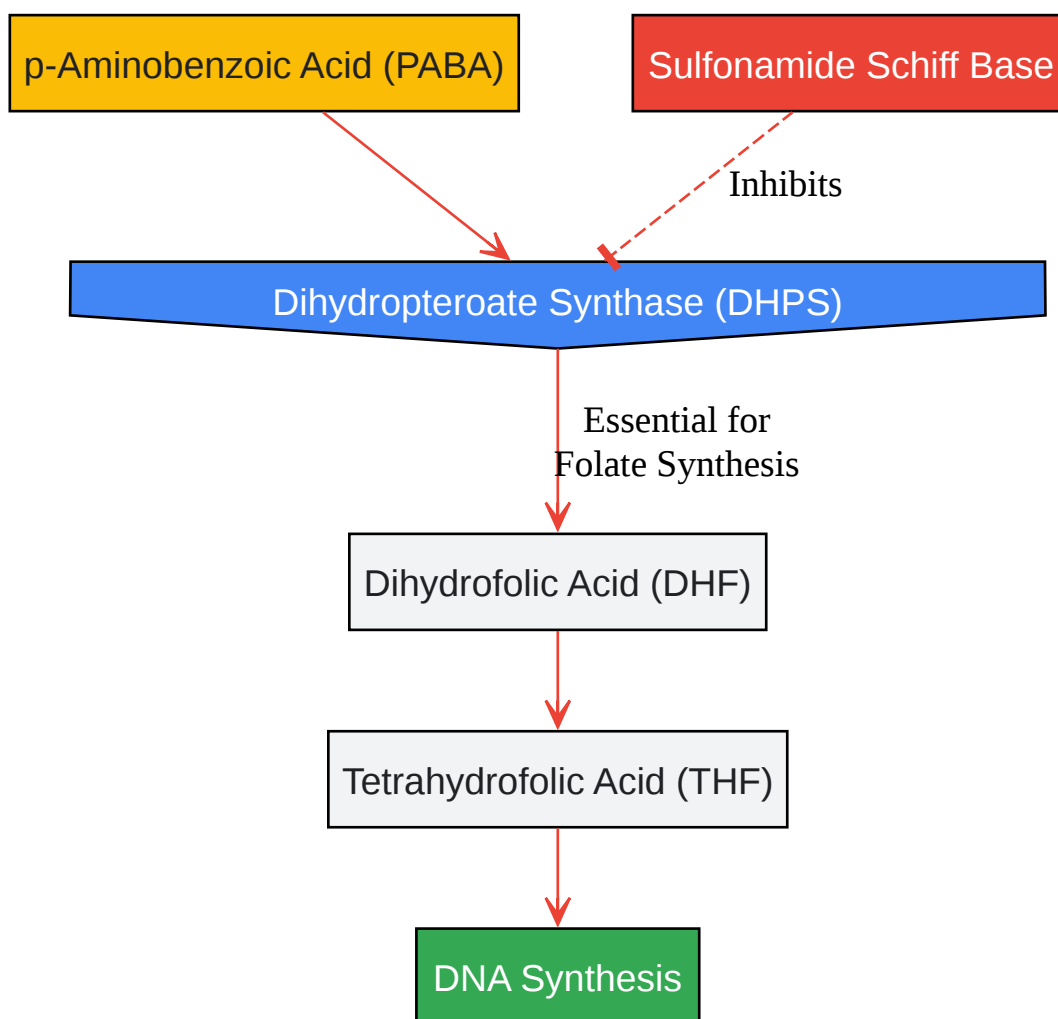 p-Aminobenzoic Acid (PABA)
Sulfonamide Schiff Base
Inhibits
Dihydropteroate Synthase (DHPS)
Essential for
Folate Synthesis
Dihydrofolic Acid (DHF)
Tetrahydrofolic Acid (THF)
DNA Synthesis